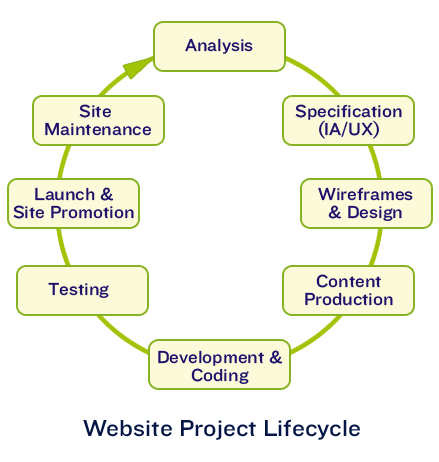 Analysis
Specification
(IA/UX)
Wireframes
& Design
Content
Production
Development &
Coding
Testing
Launch &
Site Promotion
Site
Maintenance
Website Project Lifecycle